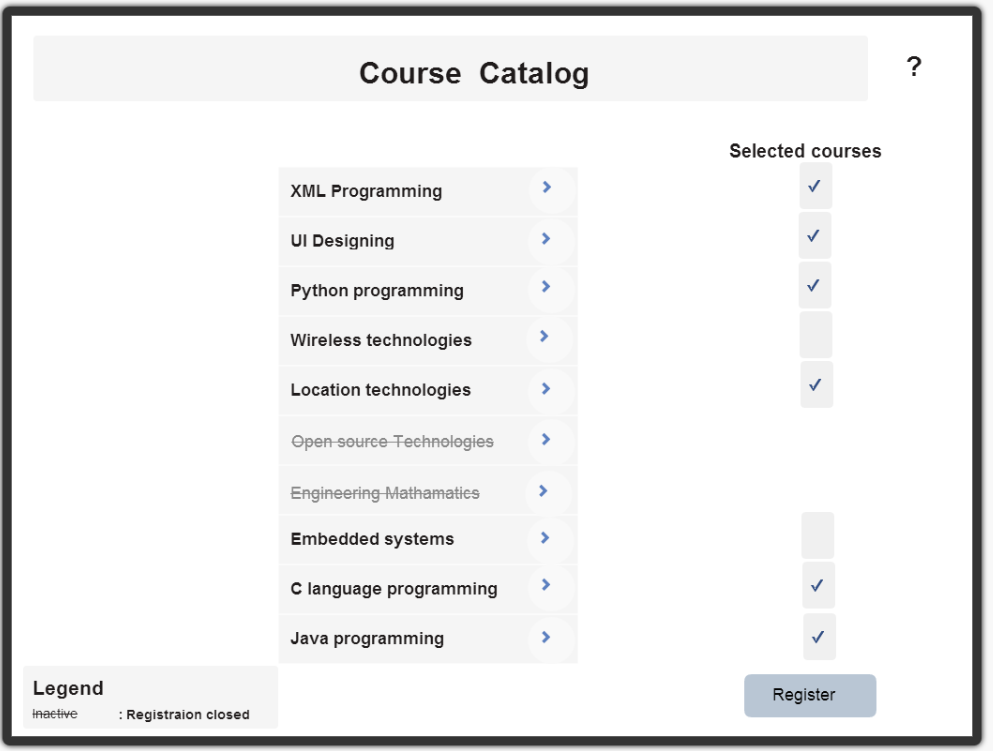 Course Catalog
?
Selected courses
XML Programming
UI Designing
Python programming
Wireless technologies
Location technologies
Open source Technologies
Engineering Mathamatics
Embedded systems
C language programming
Java programming
Legend
Inactive : Registraion closed
Register